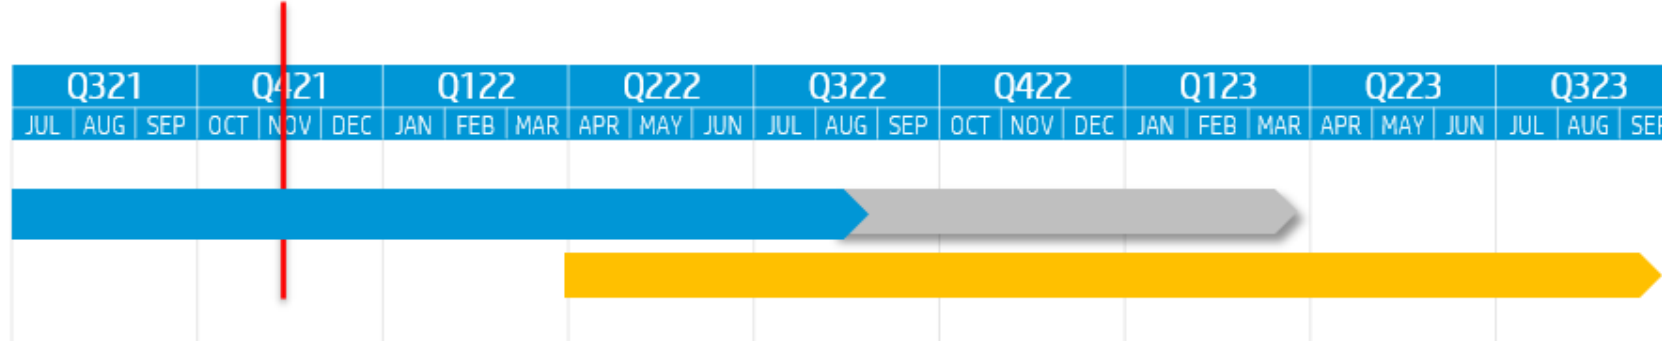 Q321 Q421 Q122 Q222 Q322 Q422 Q123 Q223 Q323
JUL AUG SEP OCT NOV DEC JAN FEB MAR APR MAY JUN JUL AUG SEP OCT NOV DEC JAN FEB MAR APR MAY JUN JUL AUG SEP